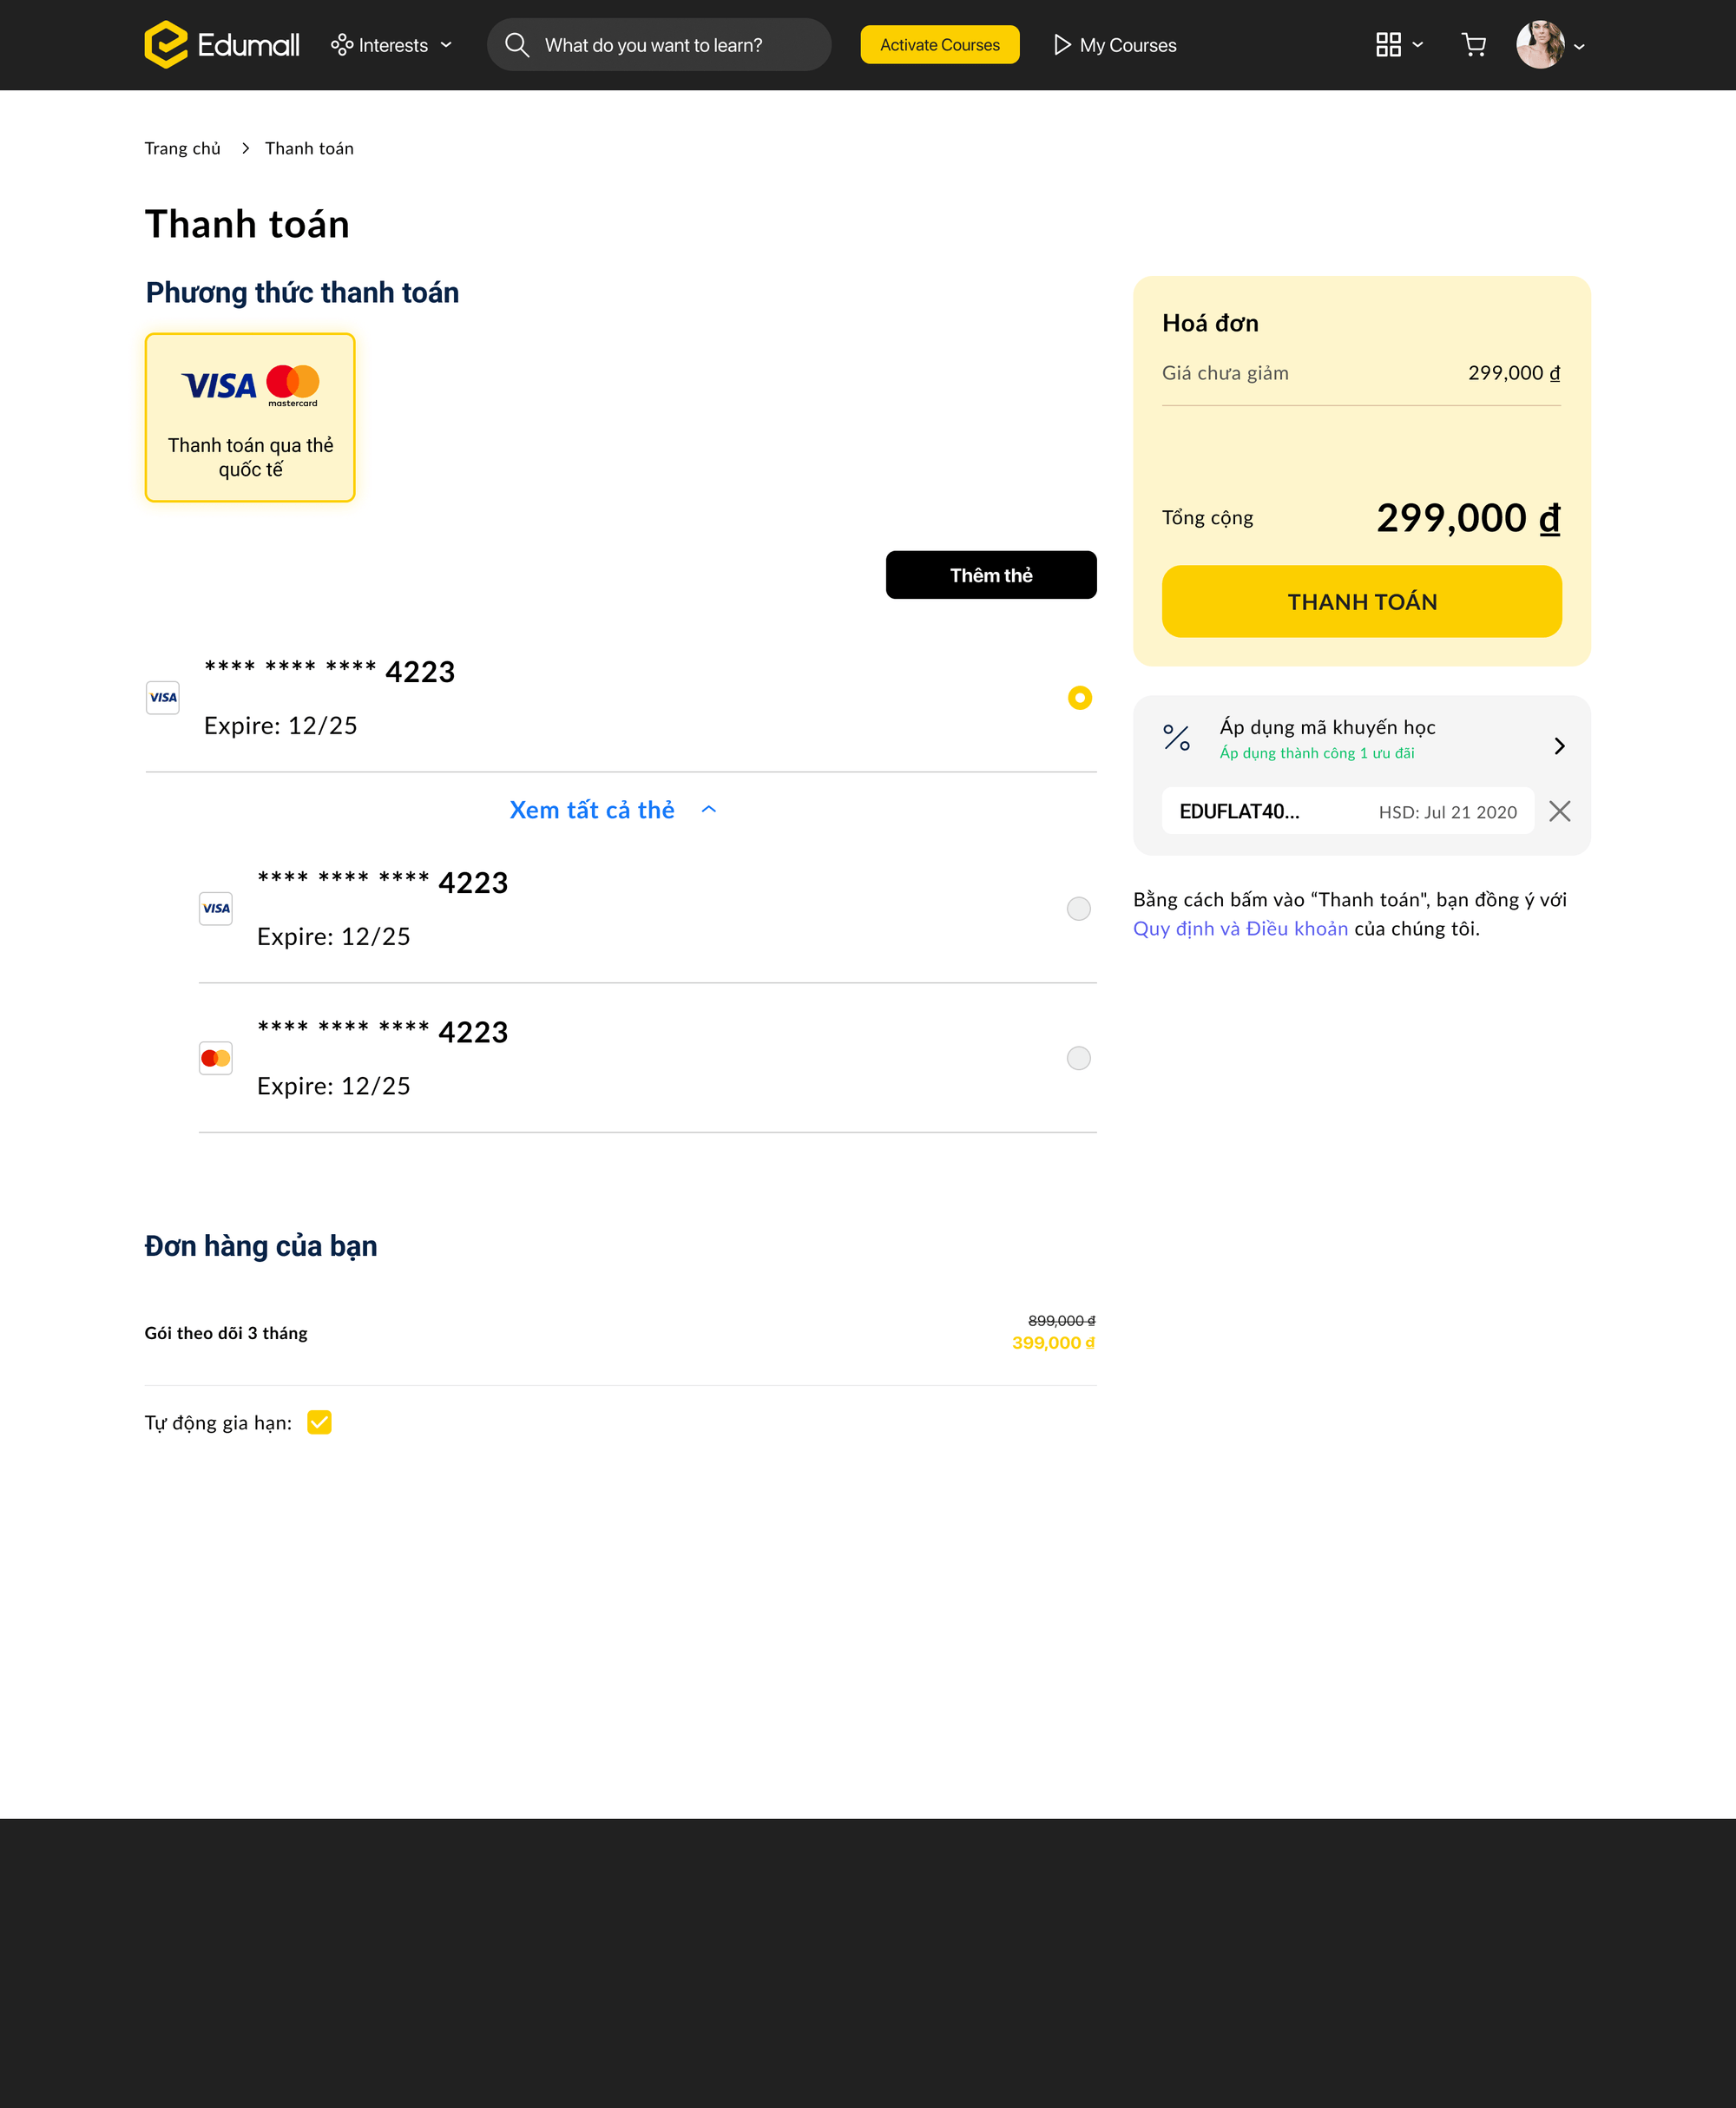 Edumall
Interests
What do you want to learn?
Activate Courses
My Courses
Trang chủ > Thanh toán
Thanh toán
Phương thức thanh toán
VISA mastercard
Thanh toán qua thẻ
quốc tế
Thêm thẻ
VISA
**** **** **** 4223
Expire: 12/25
Xem tất cả thẻ
VISA
**** **** **** 4223
Expire: 12/25
**** **** **** 4223
Expire: 12/25
Đơn hàng của bạn
Gói theo dõi 3 tháng
899,000 ₫
399,000 ₫
Tự động gia hạn:
Hoá đơn
Giá chưa giảm 299,000 ₫
Tổng cộng 299,000 ₫
THANH TOÁN
Áp dụng mã khuyến học
Áp dụng thành công 1 ưu đãi
EDUFLAT40... HSD: Jul 21 2020
Bằng cách bấm vào “Thanh toán", bạn đồng ý với
Quy định và Điều khoản của chúng tôi.